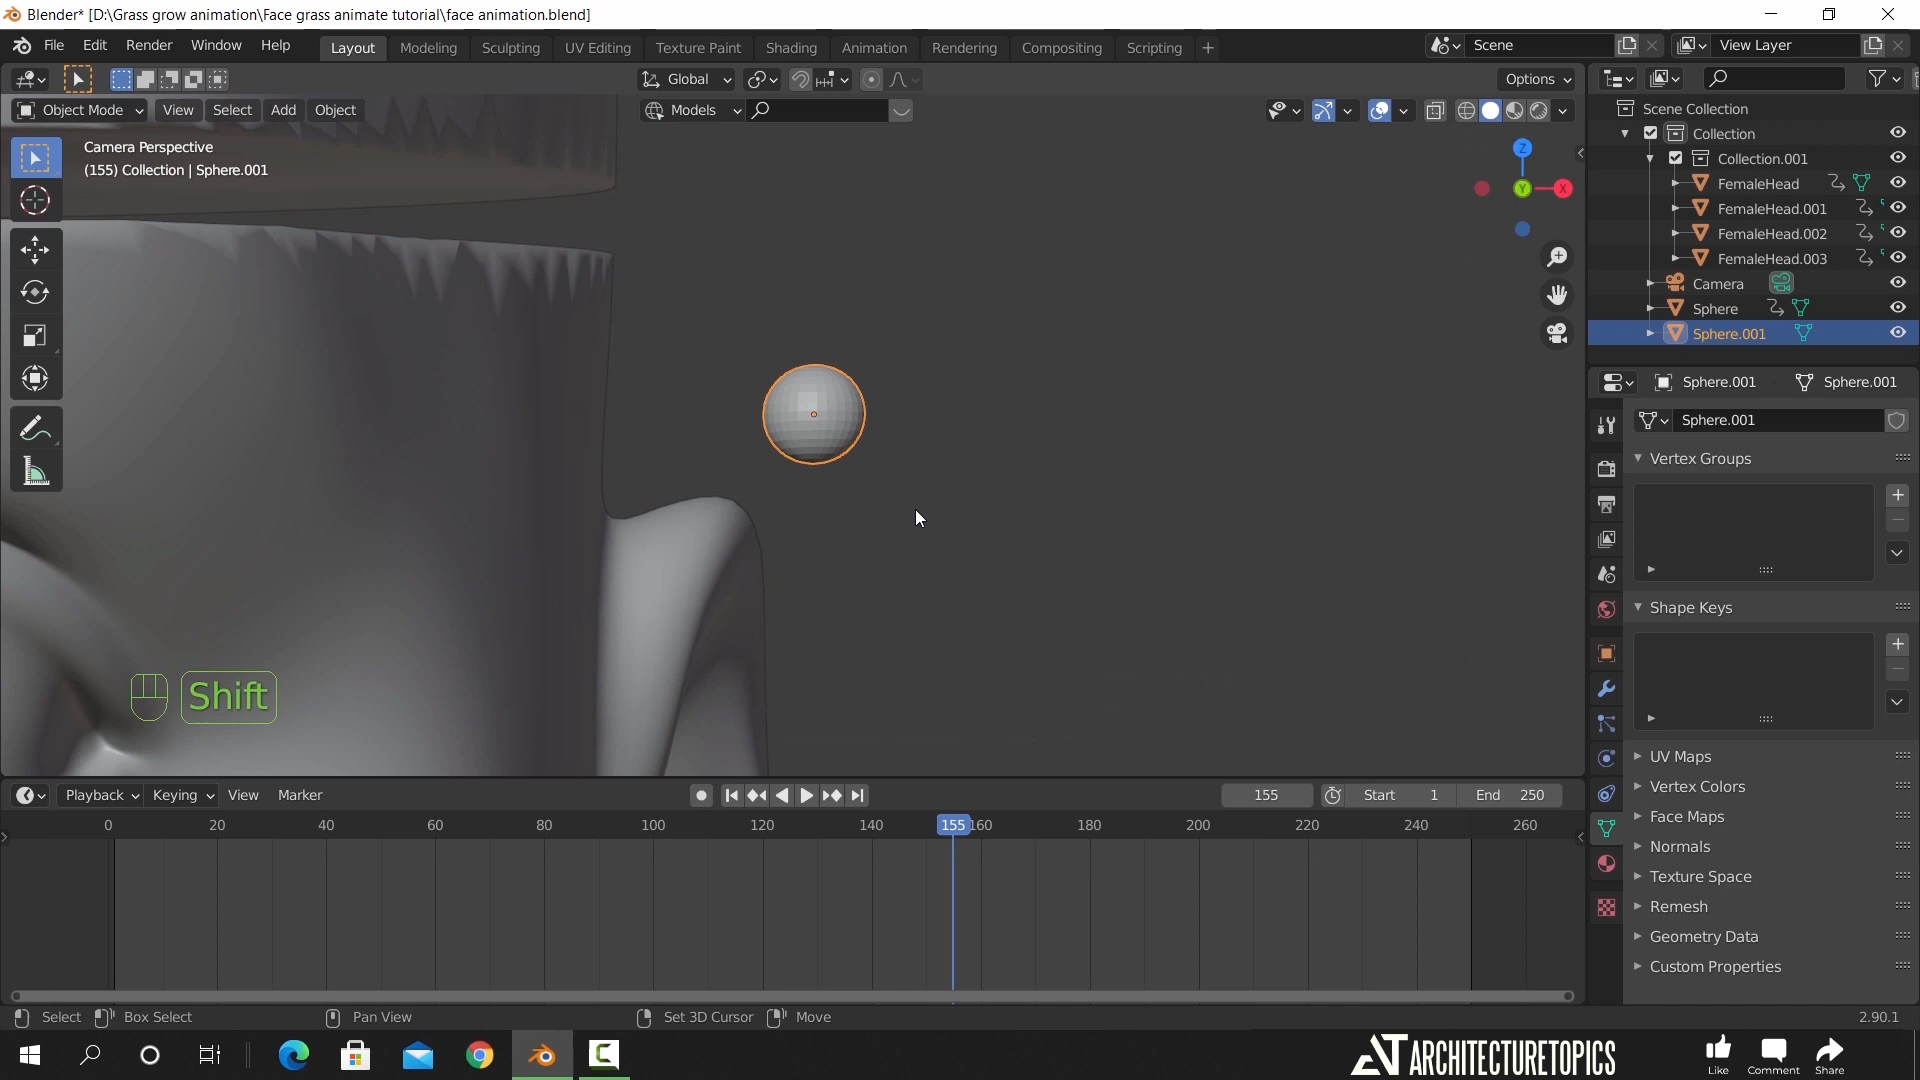 Blender* [D:\Grass grow animation\Face grass animate tutorial\face animation.blend]
File Edit Render Window Help
Layout Modeling Sculpting UV Editing Texture Paint Shading Animation Rendering Compositing Scripting +
Scene
View Layer
Global
Options
Object Mode View Select Add Object
Models
Camera Perspective
(155) Collection | Sphere.001
Z
Y
X
Scene Collection
Collection
Collection.001
FemaleHead
FemaleHead.001
FemaleHead.002
FemaleHead.003
Camera
Sphere
Sphere.001
Sphere.001 Sphere.001
Sphere.001
Vertex Groups
Shape Keys
UV Maps
Vertex Colors
Face Maps
Normals
Texture Space
Remesh
Geometry Data
Custom Properties
Shift
Playback Keying View Marker
155 Start 1 End 250
0 20 40 60 80 100 120 140 155 160 180 200 220 240 260
Select Box Select Pan View Set 3D Cursor Move 2.90.1
ARCHITECTURETOPICS
Like Comment Share